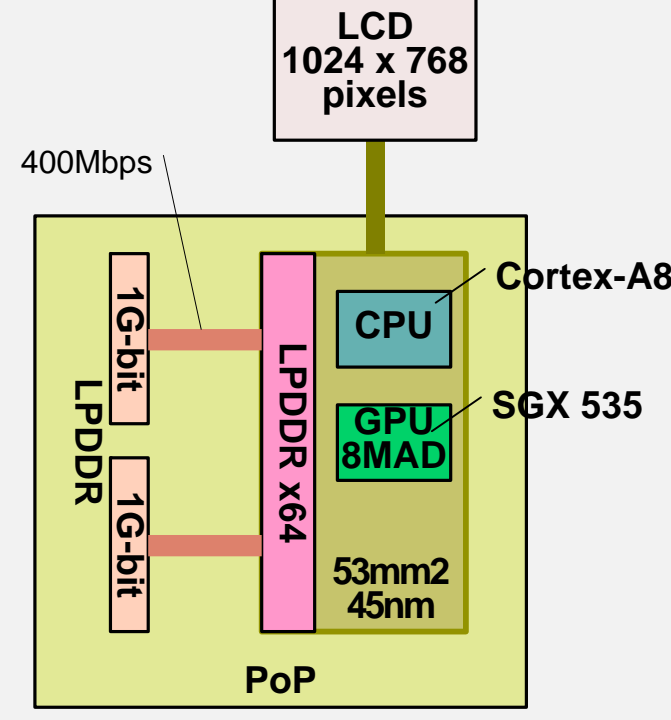 LCD
1024 x 768
pixels
400Mbps
Cortex-A8
CPU
1G-bit
LPDDR
LPDDR x64
SGX 535
GPU
8MAD
1G-bit
53mm2
45nm
PoP